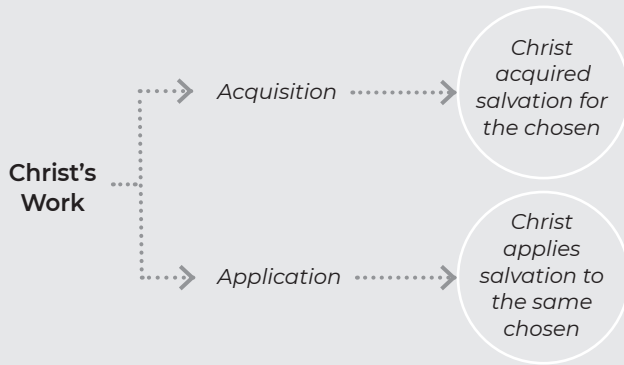 Christ's
Work
Acquisition
Christ
acquired
salvation for
the chosen
Application
Christ
applies
salvation to
the same
chosen